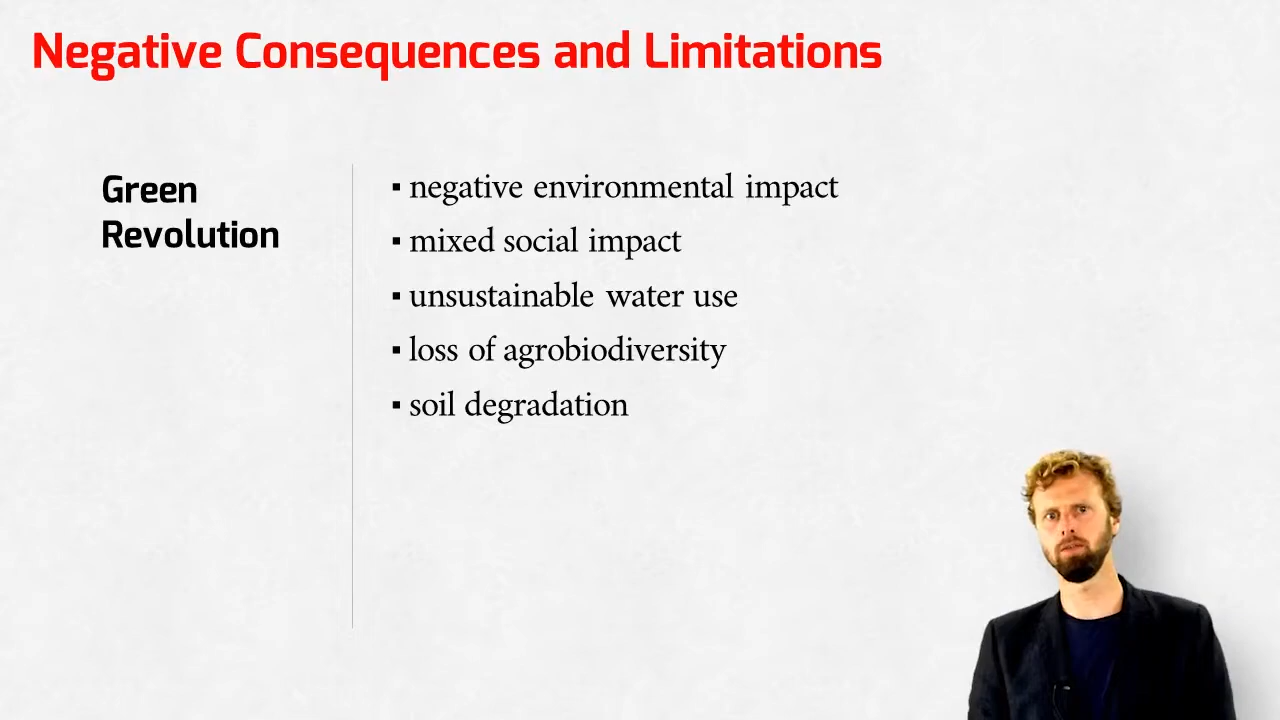 Negative Consequences and Limitations
Green
Revolution
▪ negative environmental impact
▪ mixed social impact
▪ unsustainable water use
▪ loss of agrobiodiversity
▪ soil degradation